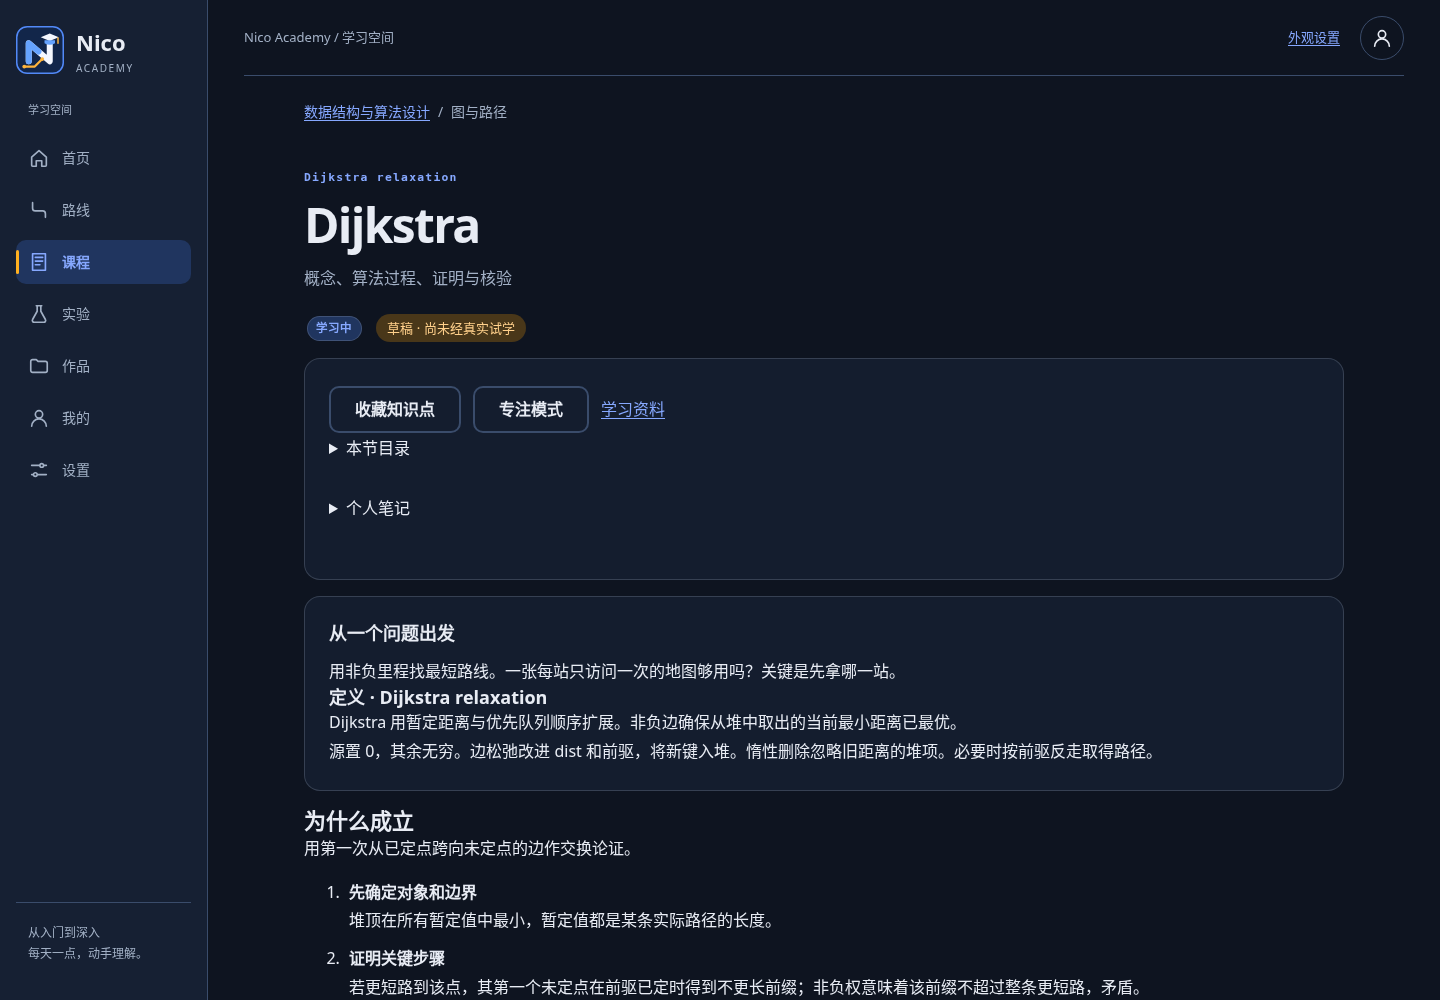 Nico
ACADEMY
学习空间
首页
路线
课程
实验
作品
我的
设置
从入门到深入
每天一点，动手理解。
Nico Academy / 学习空间
外观设置
数据结构与算法设计 / 图与路径
Dijkstra relaxation
Dijkstra
概念、算法过程、证明与核验
学习中
草稿 · 尚未经真实试学
收藏知识点
专注模式
学习资料
本节目录
个人笔记
从一个问题出发
用非负里程找最短路线。一张每站只访问一次的地图够用吗？关键是先拿哪一站。
定义 · Dijkstra relaxation
Dijkstra 用暂定距离与优先队列顺序扩展。非负边确保从堆中取出的当前最小距离已最优。
源置 0，其余无穷。边松弛改进 dist 和前驱，将新键入堆。惰性删除忽略旧距离的堆项。必要时按前驱反走取得路径。
为什么成立
用第一次从已定点跨向未定点的边作交换论证。
1. 先确定对象和边界
堆顶在所有暂定值中最小，暂定值都是某条实际路径的长度。
2. 证明关键步骤
若更短路到该点，其第一个未定点在前驱已定时得到不更长前缀；非负权意味着该前缀不超过整条更短路，矛盾。